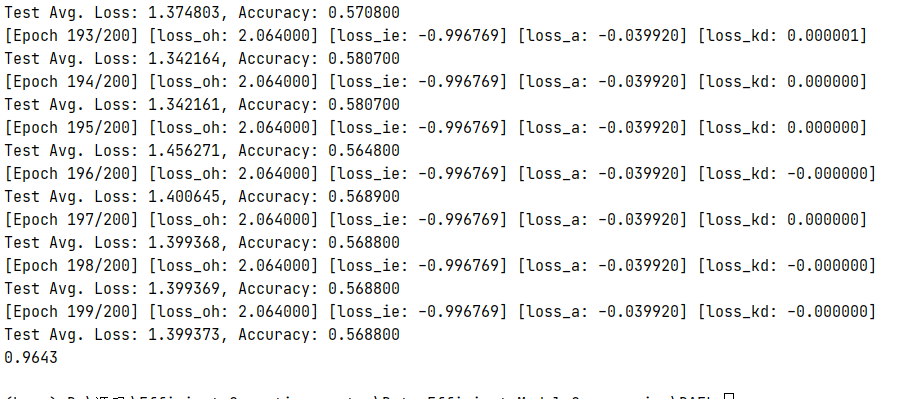 Test Avg. Loss: 1.374803, Accuracy: 0.570800
[Epoch 193/200] [loss_oh: 2.064000] [loss_ie: -0.996769] [loss_a: -0.039920] [loss_kd: 0.000001]
Test Avg. Loss: 1.342164, Accuracy: 0.580700
[Epoch 194/200] [loss_oh: 2.064000] [loss_ie: -0.996769] [loss_a: -0.039920] [loss_kd: 0.000000]
Test Avg. Loss: 1.342161, Accuracy: 0.580700
[Epoch 195/200] [loss_oh: 2.064000] [loss_ie: -0.996769] [loss_a: -0.039920] [loss_kd: 0.000000]
Test Avg. Loss: 1.456271, Accuracy: 0.564800
[Epoch 196/200] [loss_oh: 2.064000] [loss_ie: -0.996769] [loss_a: -0.039920] [loss_kd: -0.000000]
Test Avg. Loss: 1.400645, Accuracy: 0.568900
[Epoch 197/200] [loss_oh: 2.064000] [loss_ie: -0.996769] [loss_a: -0.039920] [loss_kd: 0.000000]
Test Avg. Loss: 1.399368, Accuracy: 0.568800
[Epoch 198/200] [loss_oh: 2.064000] [loss_ie: -0.996769] [loss_a: -0.039920] [loss_kd: -0.000000]
Test Avg. Loss: 1.399369, Accuracy: 0.568800
[Epoch 199/200] [loss_oh: 2.064000] [loss_ie: -0.996769] [loss_a: -0.039920] [loss_kd: -0.000000]
Test Avg. Loss: 1.399373, Accuracy: 0.568800
0.9643